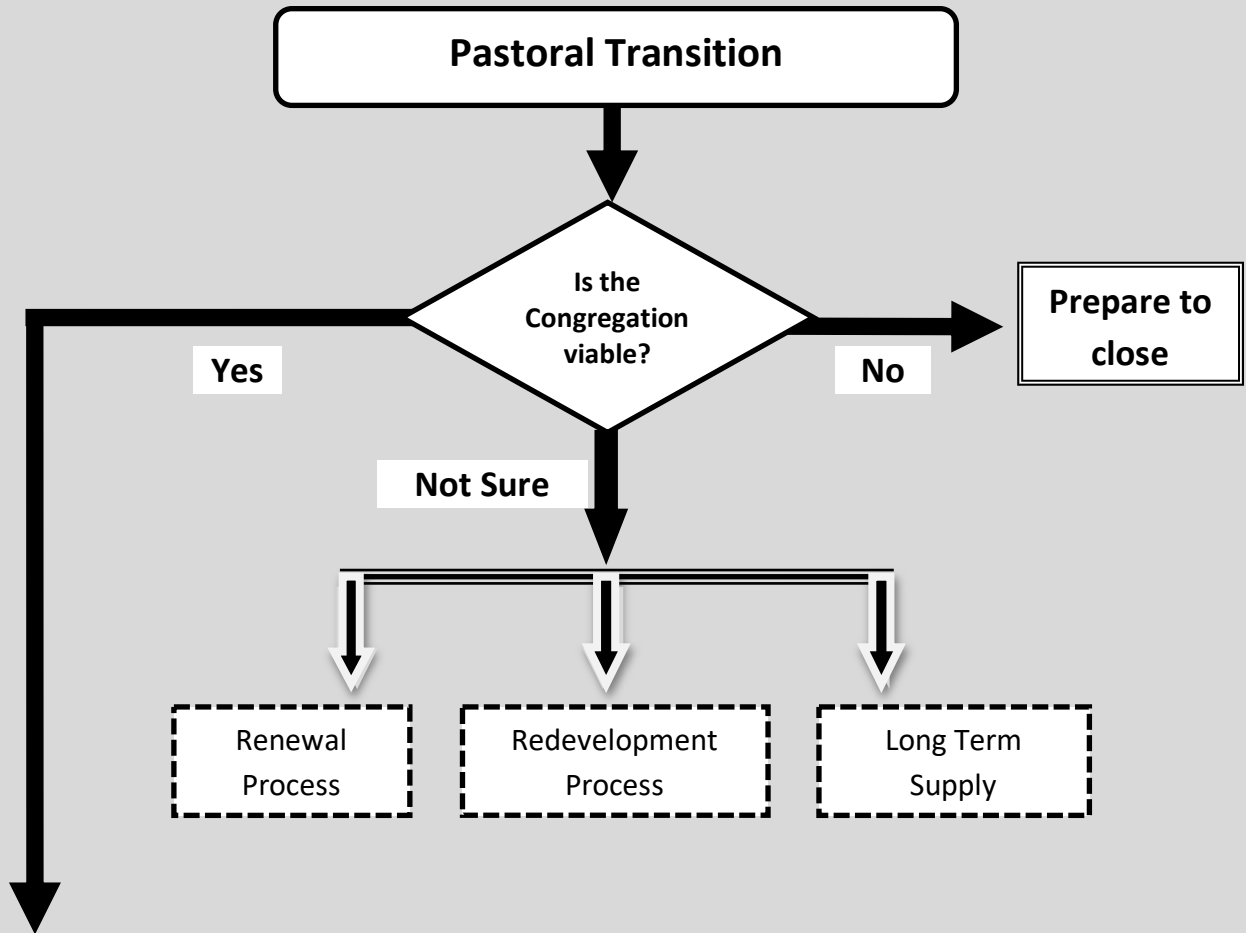 Pastoral Transition
Is the
Congregation
viable?
Prepare to
close
Yes
No
Not Sure
Renewal
Process
Redevelopment
Process
Long Term
Supply